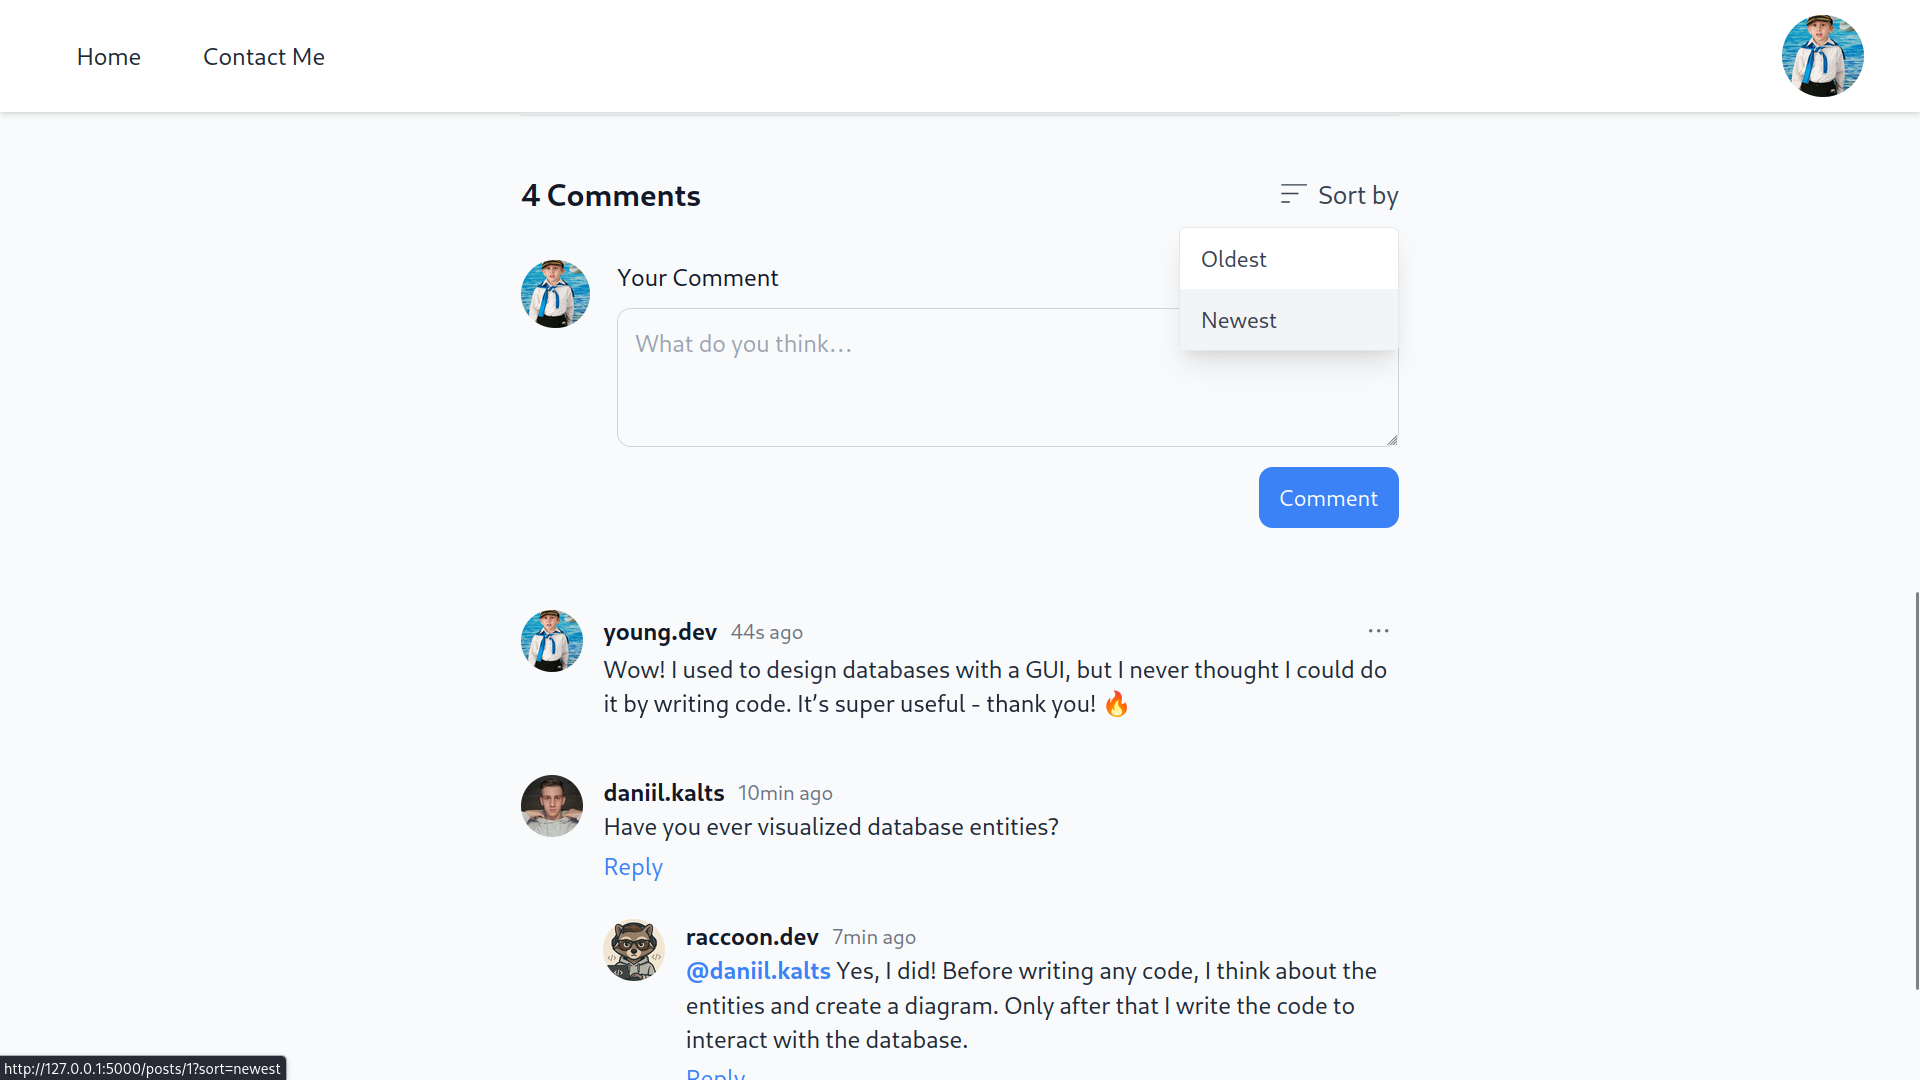 Home
Contact Me
4 Comments
Sort by
Oldest
Newest
Your Comment
What do you think...
Comment
young.dev 44s ago
Wow! I used to design databases with a GUI, but I never thought I could do
it by writing code. It’s super useful - thank you! 🔥
daniil.kalts 10min ago
Have you ever visualized database entities?
Reply
raccoon.dev 7min ago
@daniil.kalts Yes, I did! Before writing any code, I think about the
entities and create a diagram. Only after that I write the code to
interact with the database.
Reply
http://127.0.0.1:5000/posts/1?sort=newest